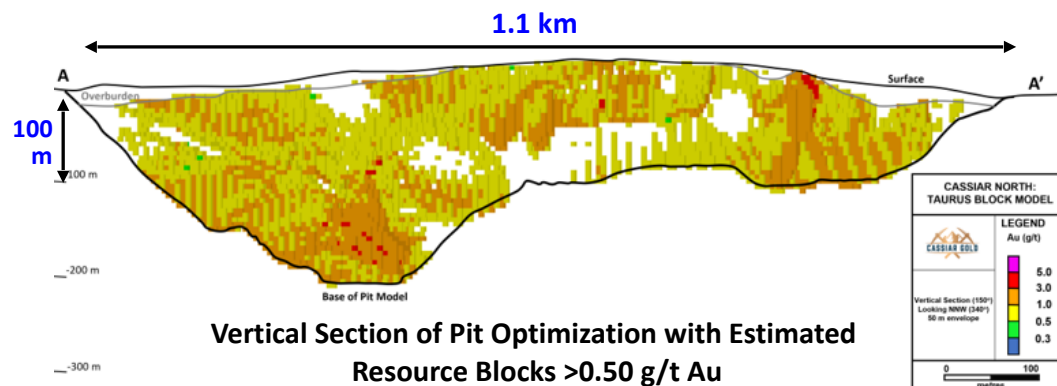 1.1 km
A
A'
Surface
Overburden
100
m
-100 m
-200 m
Base of Pit Model
-300 m
Vertical Section of Pit Optimization with Estimated
Resource Blocks >0.50 g/t Au
CASSIAR NORTH:
TAURUS BLOCK MODEL
CASSIAR GOLD
Vertical Section (150°)
Looking NNW (340°)
50 m envelope
LEGEND
Au (g/t)
5.0
3.0
1.0
0.5
0.3
0 100
metres